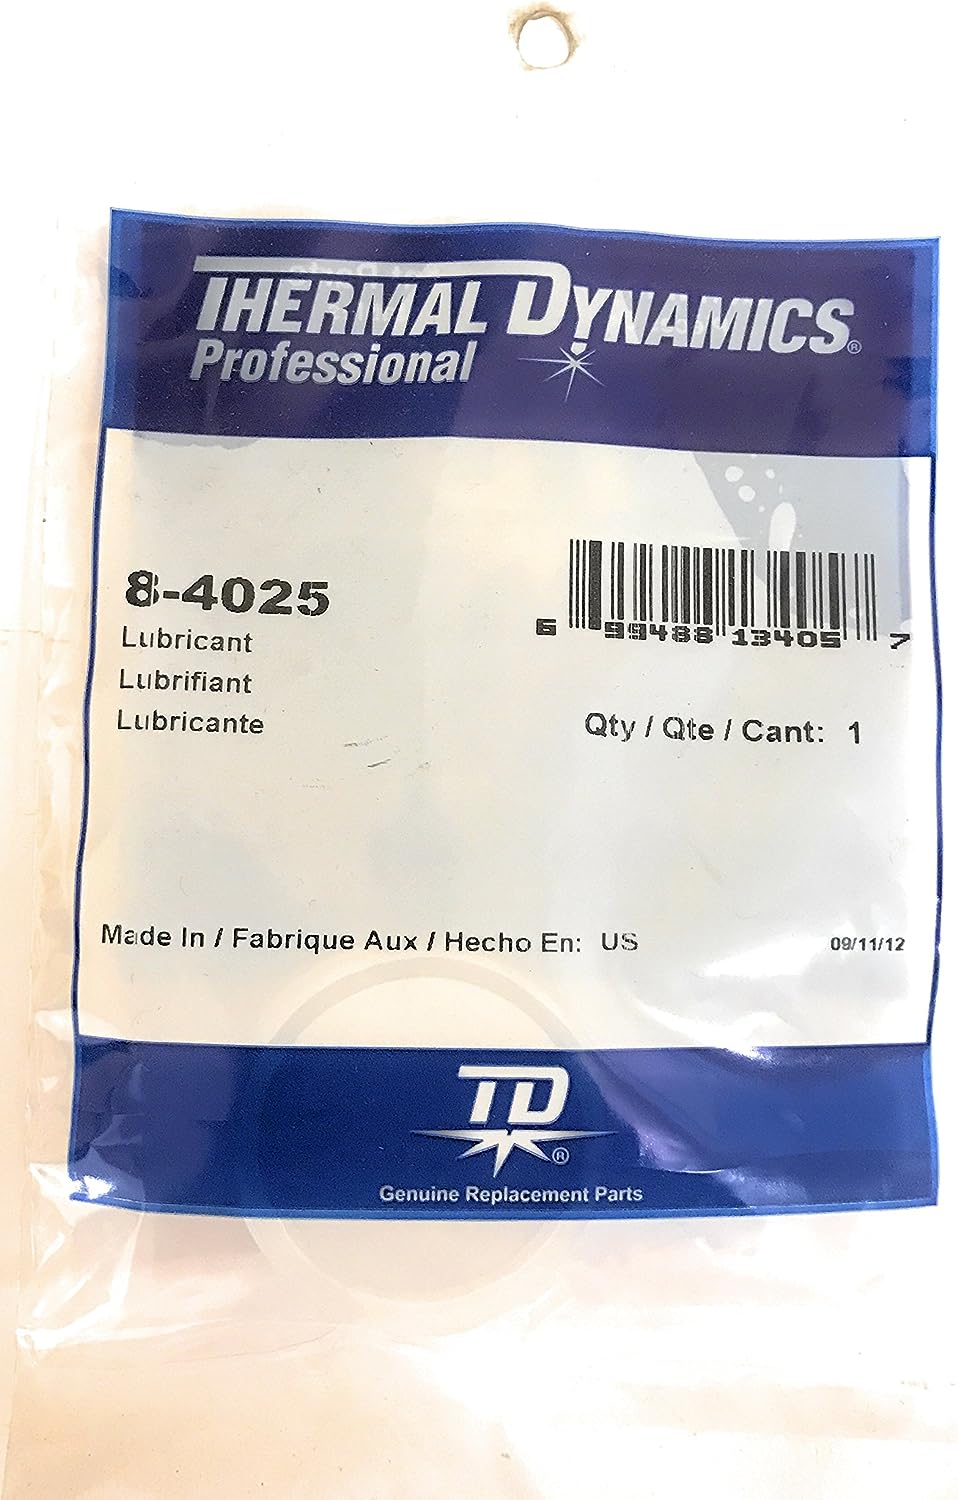 THERMAL DYNAMICS®
Professional
8-4025
Lubricant
Lubrifiant
Lubricante
6 99488 13405 7
Qty / Qte / Cant: 1
Made In / Fabrique Aux / Hecho En: US
09/11/12
TD®
Genuine Replacement Parts